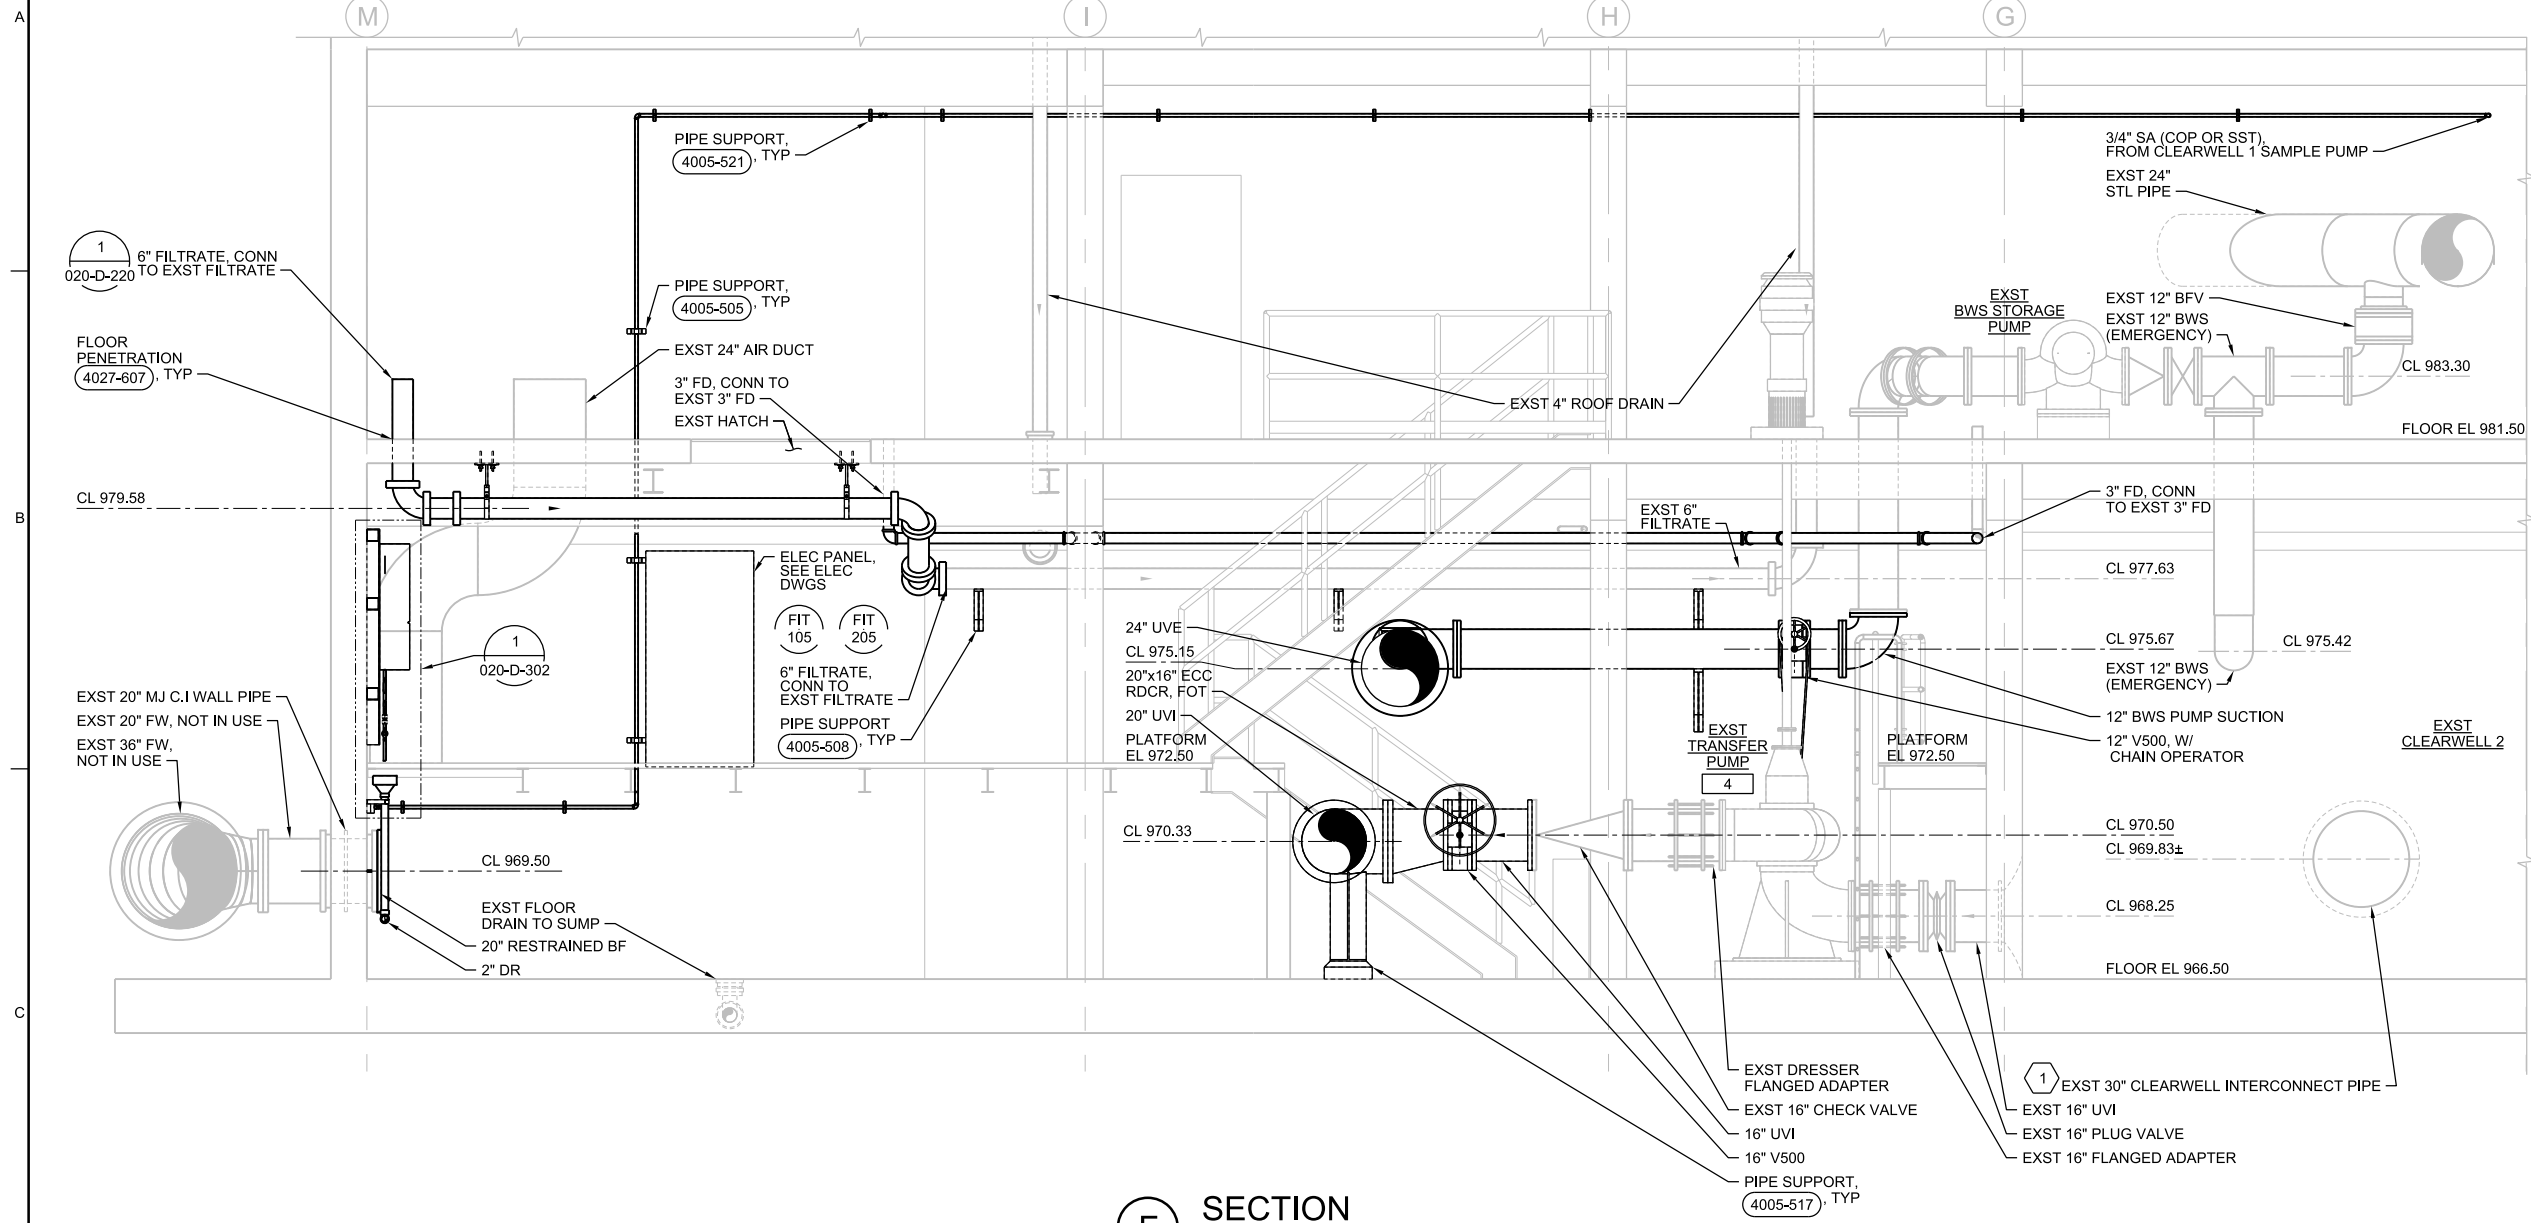 A
M
I
H
G
PIPE SUPPORT,
4005-521, TYP
3/4" SA (COP OR SST),
FROM CLEARWELL 1 SAMPLE PUMP
EXST 24"
STL PIPE
1
020-D-220
6" FILTRATE, CONN
TO EXST FILTRATE
PIPE SUPPORT,
4005-505, TYP
EXST
BWS STORAGE
PUMP
EXST 12" BFV
EXST 12" BWS
(EMERGENCY)
FLOOR
PENETRATION
4027-607, TYP
EXST 24" AIR DUCT
3" FD, CONN TO
EXST 3" FD
EXST HATCH
EXST 4" ROOF DRAIN
CL 983.30
FLOOR EL 981.50
CL 979.58
B
EXST 6"
FILTRATE
3" FD, CONN
TO EXST 3" FD
ELEC PANEL,
SEE ELEC
DWGS
CL 977.63
FIT
105
FIT
205
1
020-D-302
24" UVE
CL 975.15
20"x16" ECC
RDCR, FOT
20" UVI
PLATFORM
EL 972.50
CL 975.67
CL 975.42
EXST 12" BWS
(EMERGENCY)
6" FILTRATE,
CONN TO
EXST FILTRATE
PIPE SUPPORT
4005-508, TYP
EXST 20" MJ C.I WALL PIPE
EXST 20" FW, NOT IN USE
EXST 36" FW,
NOT IN USE
EXST
TRANSFER
PUMP
4
PLATFORM
EL 972.50
12" BWS PUMP SUCTION
12" V500, W/
CHAIN OPERATOR
EXST
CLEARWELL 2
CL 970.33
CL 970.50
CL 969.83±
CL 969.50
EXST FLOOR
DRAIN TO SUMP
20" RESTRAINED BF
2" DR
CL 968.25
FLOOR EL 966.50
C
EXST DRESSER
FLANGED ADAPTER
EXST 16" CHECK VALVE
16" UVI
16" V500
PIPE SUPPORT,
4005-517, TYP
1
EXST 30" CLEARWELL INTERCONNECT PIPE
EXST 16" UVI
EXST 16" PLUG VALVE
EXST 16" FLANGED ADAPTER
SECTION